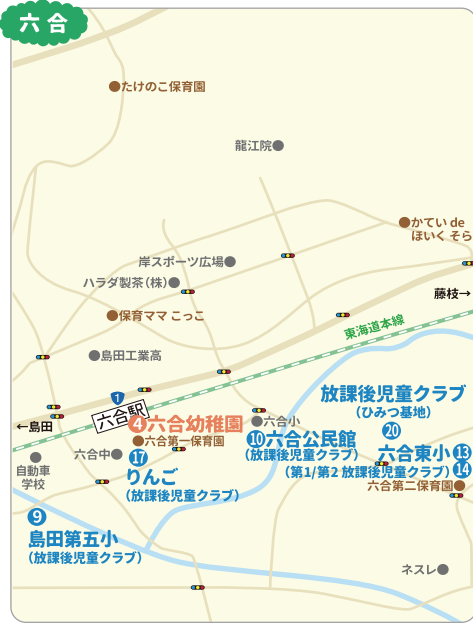 六合
たけのこ保育園
龍江院
かてい de
ほいく そら
岸スポーツ広場
ハラダ製茶(株)
藤枝→
保育ママ こっこ
東海道本線
島田工業高
放課後児童クラブ
(ひみつ基地)
1
六合駅
4 六合幼稚園
六合小
20
←島田
六合第一保育園
10 六合公民館
(放課後児童クラブ)
六合東小 13
(第1/第2 放課後児童クラブ) 14
六合中
17
りんご
(放課後児童クラブ)
自動車
学校
六合第二保育園
9
島田第五小
(放課後児童クラブ)
ネスレ